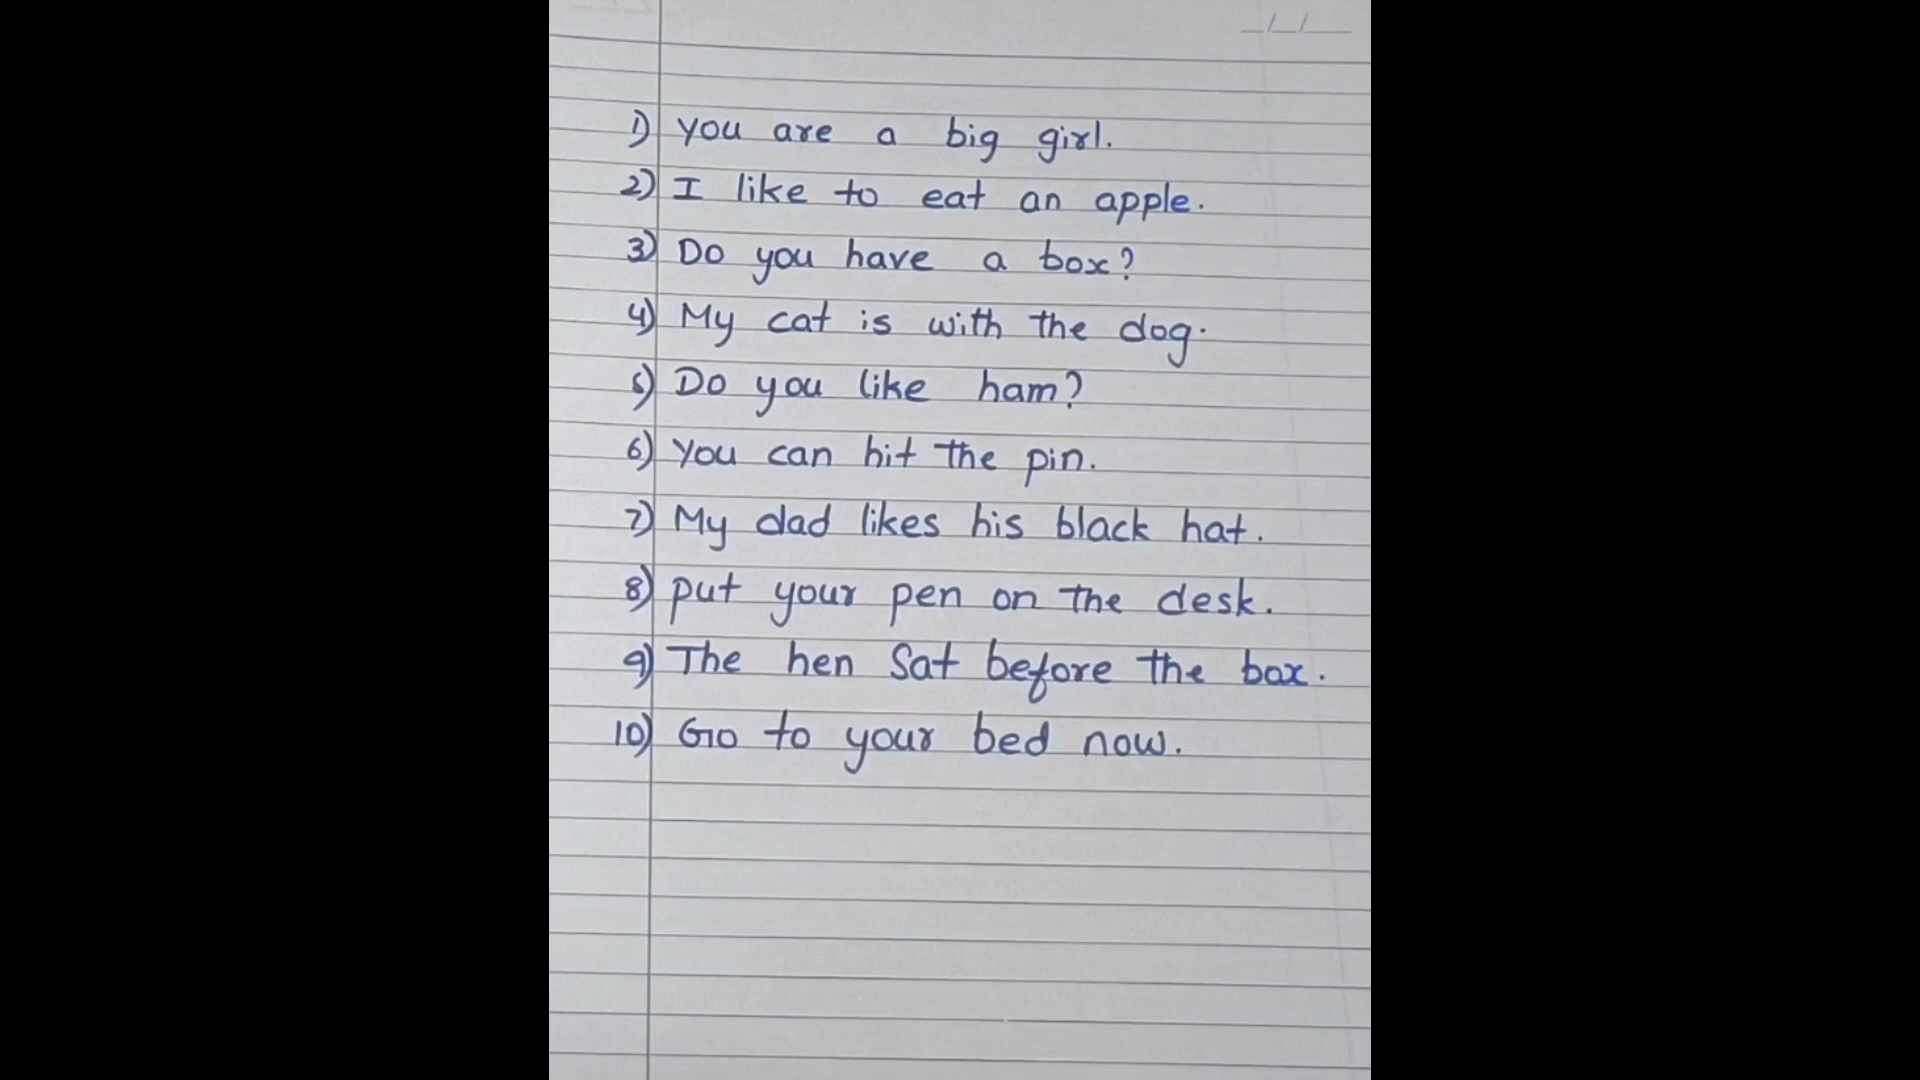 1) You are a big girl.
2) I like to eat an apple.
3) Do you have a box?
4) My cat is with the dog.
5) Do you like ham?
6) You can hit the pin.
7) My dad likes his black hat.
8) put your pen on the desk.
9) The hen Sat before the box.
10) Go to your bed now.